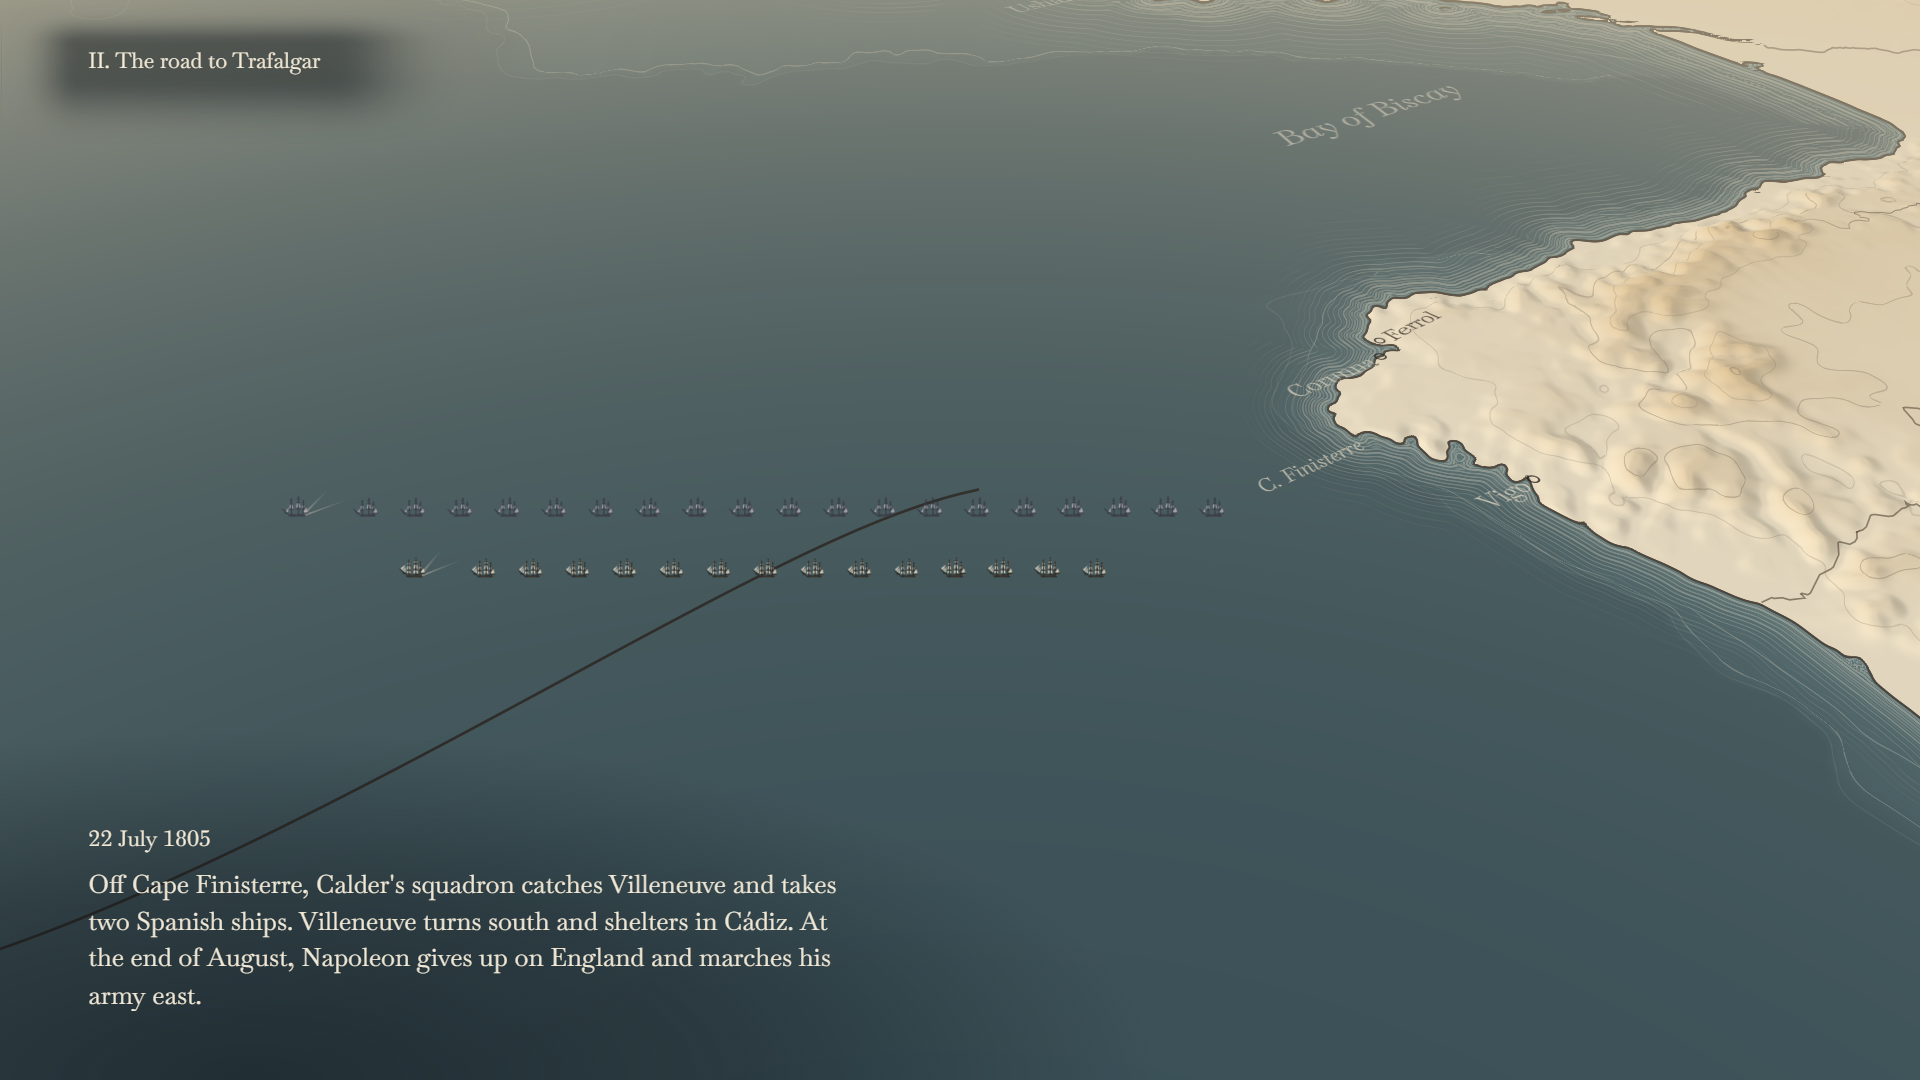 II. The road to Trafalgar
Bay of Biscay
Ferrol
Corunna
C. Finisterre
Vigo
22 July 1805
Off Cape Finisterre, Calder's squadron catches Villeneuve and takes
two Spanish ships. Villeneuve turns south and shelters in Cádiz. At
the end of August, Napoleon gives up on England and marches his
army east.